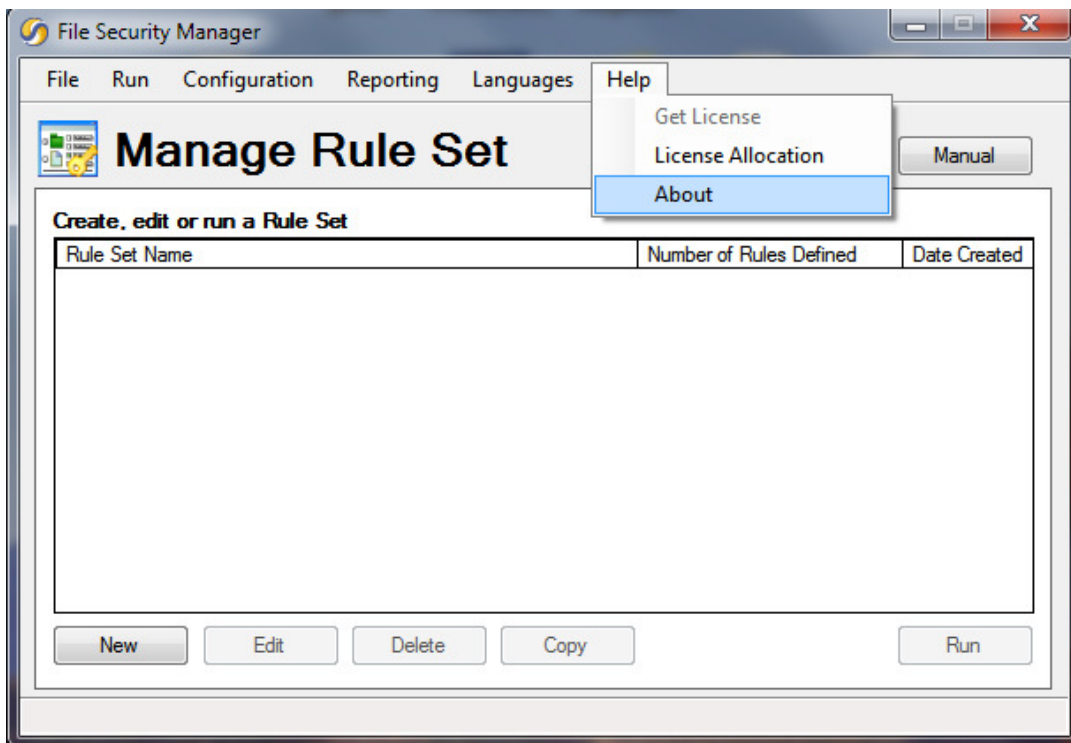 File Security Manager
File Run Configuration Reporting Languages Help
Get License
License Allocation
About
Manage Rule Set
Manual
Create, edit or run a Rule Set
Rule Set Name Number of Rules Defined Date Created
New Edit Delete Copy Run